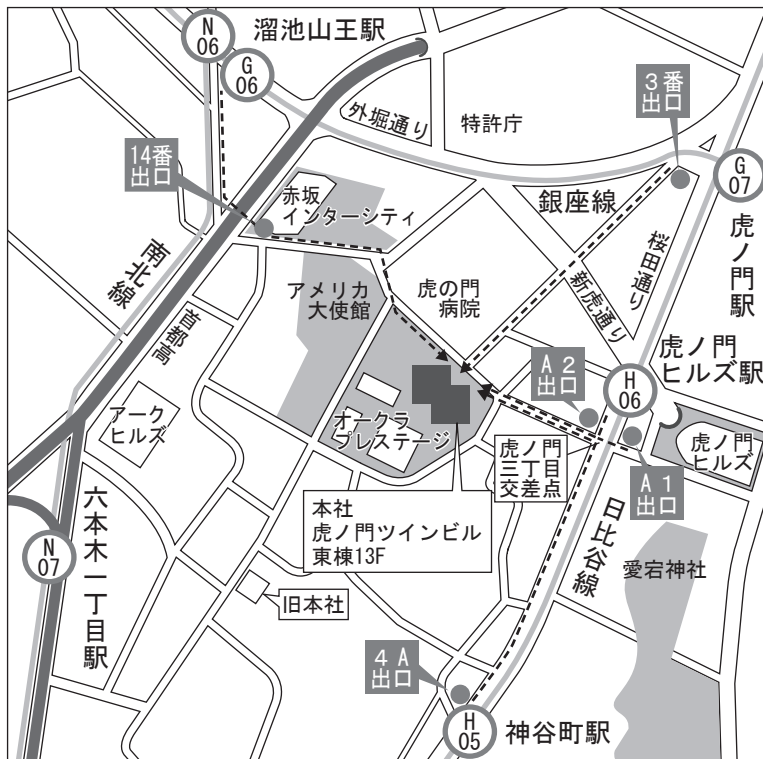 N
06
溜池山王駅
G
06
外堀通り
特許庁
3番
出口
14番
出口
赤坂
インターシティ
銀座線
G
07
虎ノ門駅
桜田通り
南北線
アメリカ
大使館
虎の門
病院
新虎通り
首都高
A2
出口
虎ノ門
ヒルズ駅
H
06
アーク
ヒルズ
オークラ
プレステージ
虎ノ門
三丁目
交差点
虎ノ門
ヒルズ
A1
出口
本社
虎ノ門ツインビル
東棟13F
日比谷線
N
07
六本木一丁目駅
愛宕神社
旧本社
4A
出口
H
05
神谷町駅